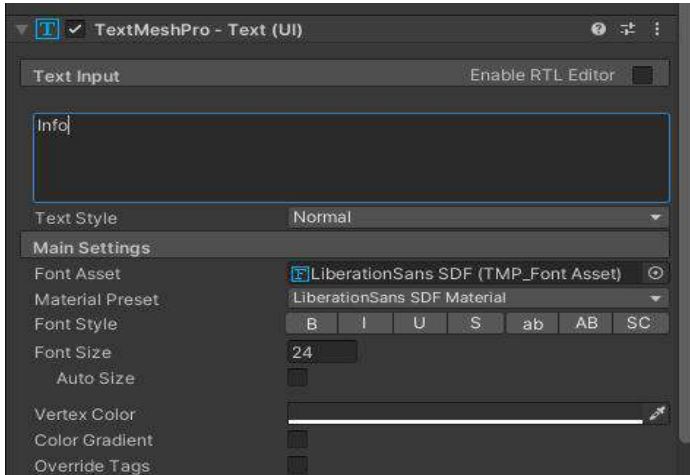 TextMeshPro - Text (UI)
Text Input Enable RTL Editor
Info
Text Style Normal
Main Settings
Font Asset LiberationSans SDF (TMP_Font Asset)
Material Preset LiberationSans SDF Material
Font Style B I U S ab AB SC
Font Size 24
Auto Size
Vertex Color
Color Gradient
Override Tags